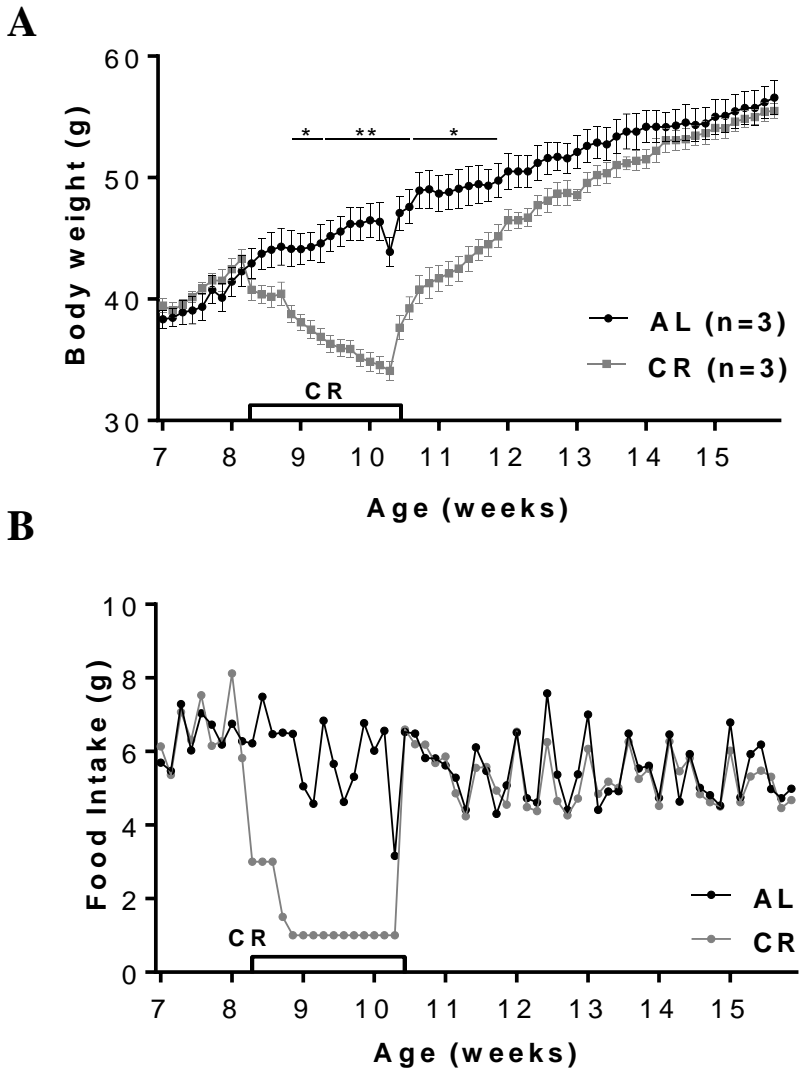 A
Body weight (g)
60
50
40
30
* ** *
AL (n=3)
CR (n=3)
CR
7 8 9 10 11 12 13 14 15
Age (weeks)
B
Food Intake (g)
10
8
6
4
2
0
AL
CR
CR
7 8 9 10 11 12 13 14 15
Age (weeks)